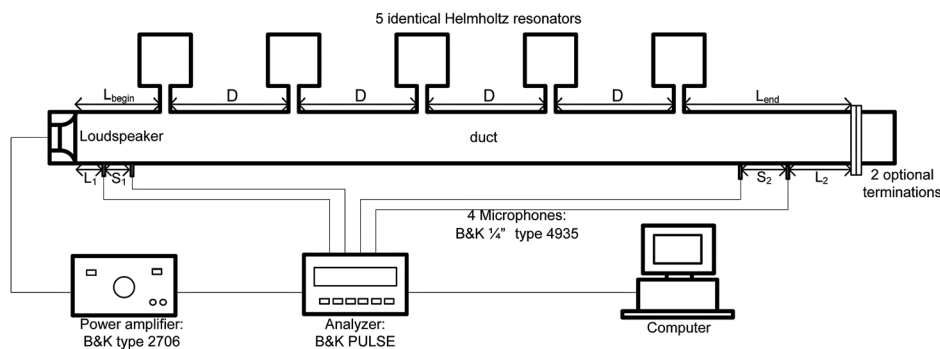 5 identical Helmholtz resonators
Lbegin
D
D
D
D
Lend
Loudspeaker
duct
L1
S1
S2
L2
2 optional
terminations
4 Microphones:
B&K ¼” type 4935
Power amplifier:
B&K type 2706
Analyzer:
B&K PULSE
Computer